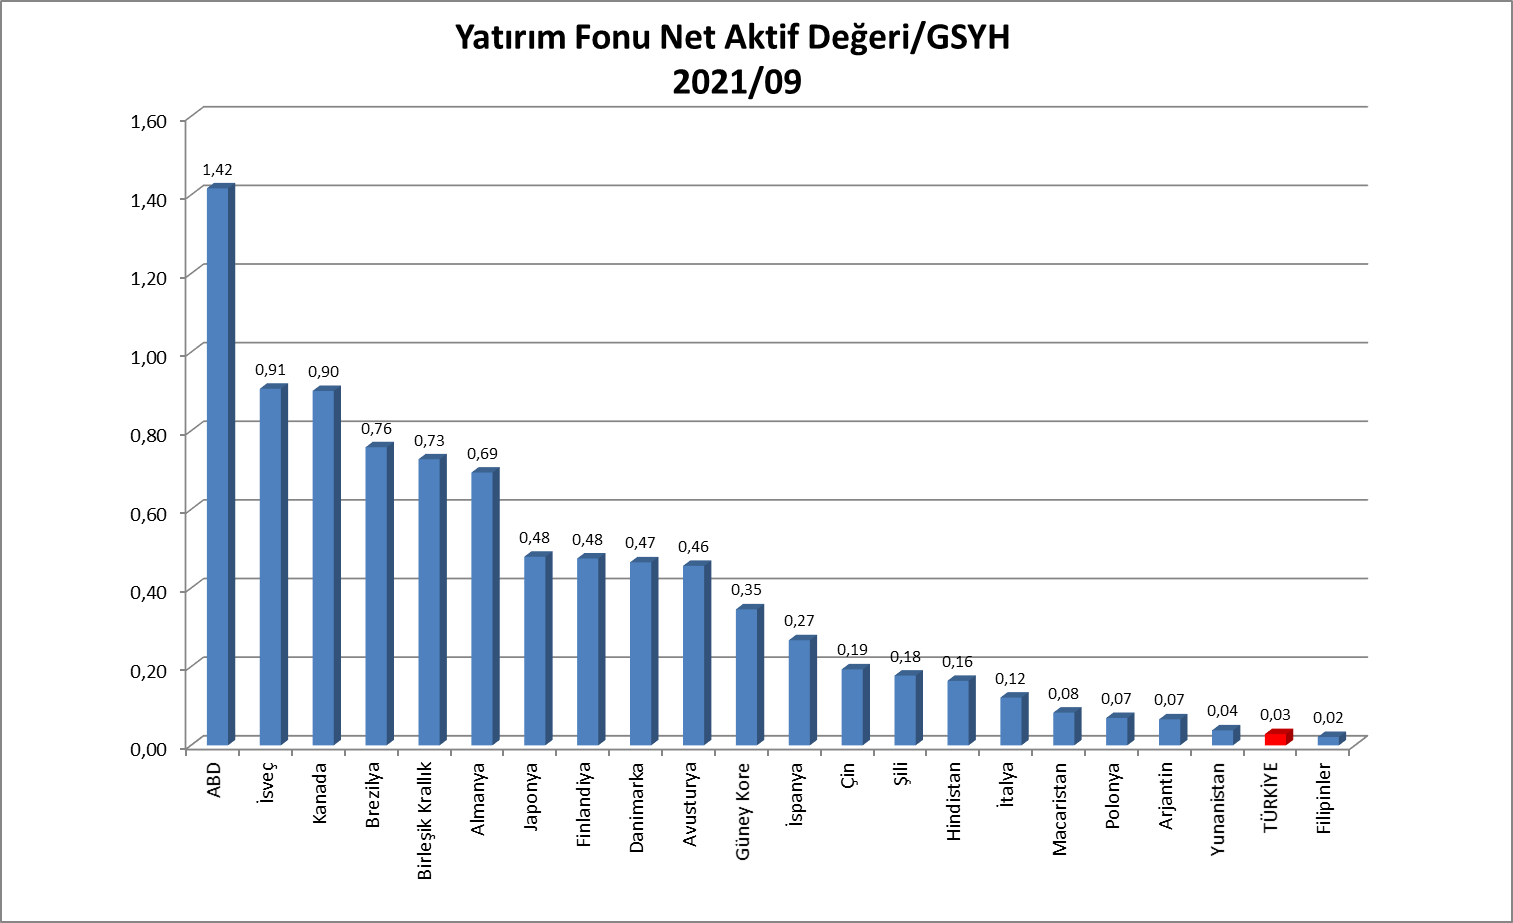 Yatırım Fonu Net Aktif Değeri/GSYH
2021/09
1,60
1,40
1,20
1,00
0,80
0,60
0,40
0,20
0,00
1,42
0,91
0,90
0,76
0,73
0,69
0,48
0,48
0,47
0,46
0,35
0,27
0,19
0,18
0,16
0,12
0,08
0,07
0,07
0,04
0,03
0,02
ABD
İsveç
Kanada
Brezilya
Birleşik Krallık
Almanya
Japonya
Finlandiya
Danimarka
Avusturya
Güney Kore
İspanya
Çin
Şili
Hindistan
İtalya
Macaristan
Polonya
Arjantin
Yunanistan
TÜRKİYE
Filipinler